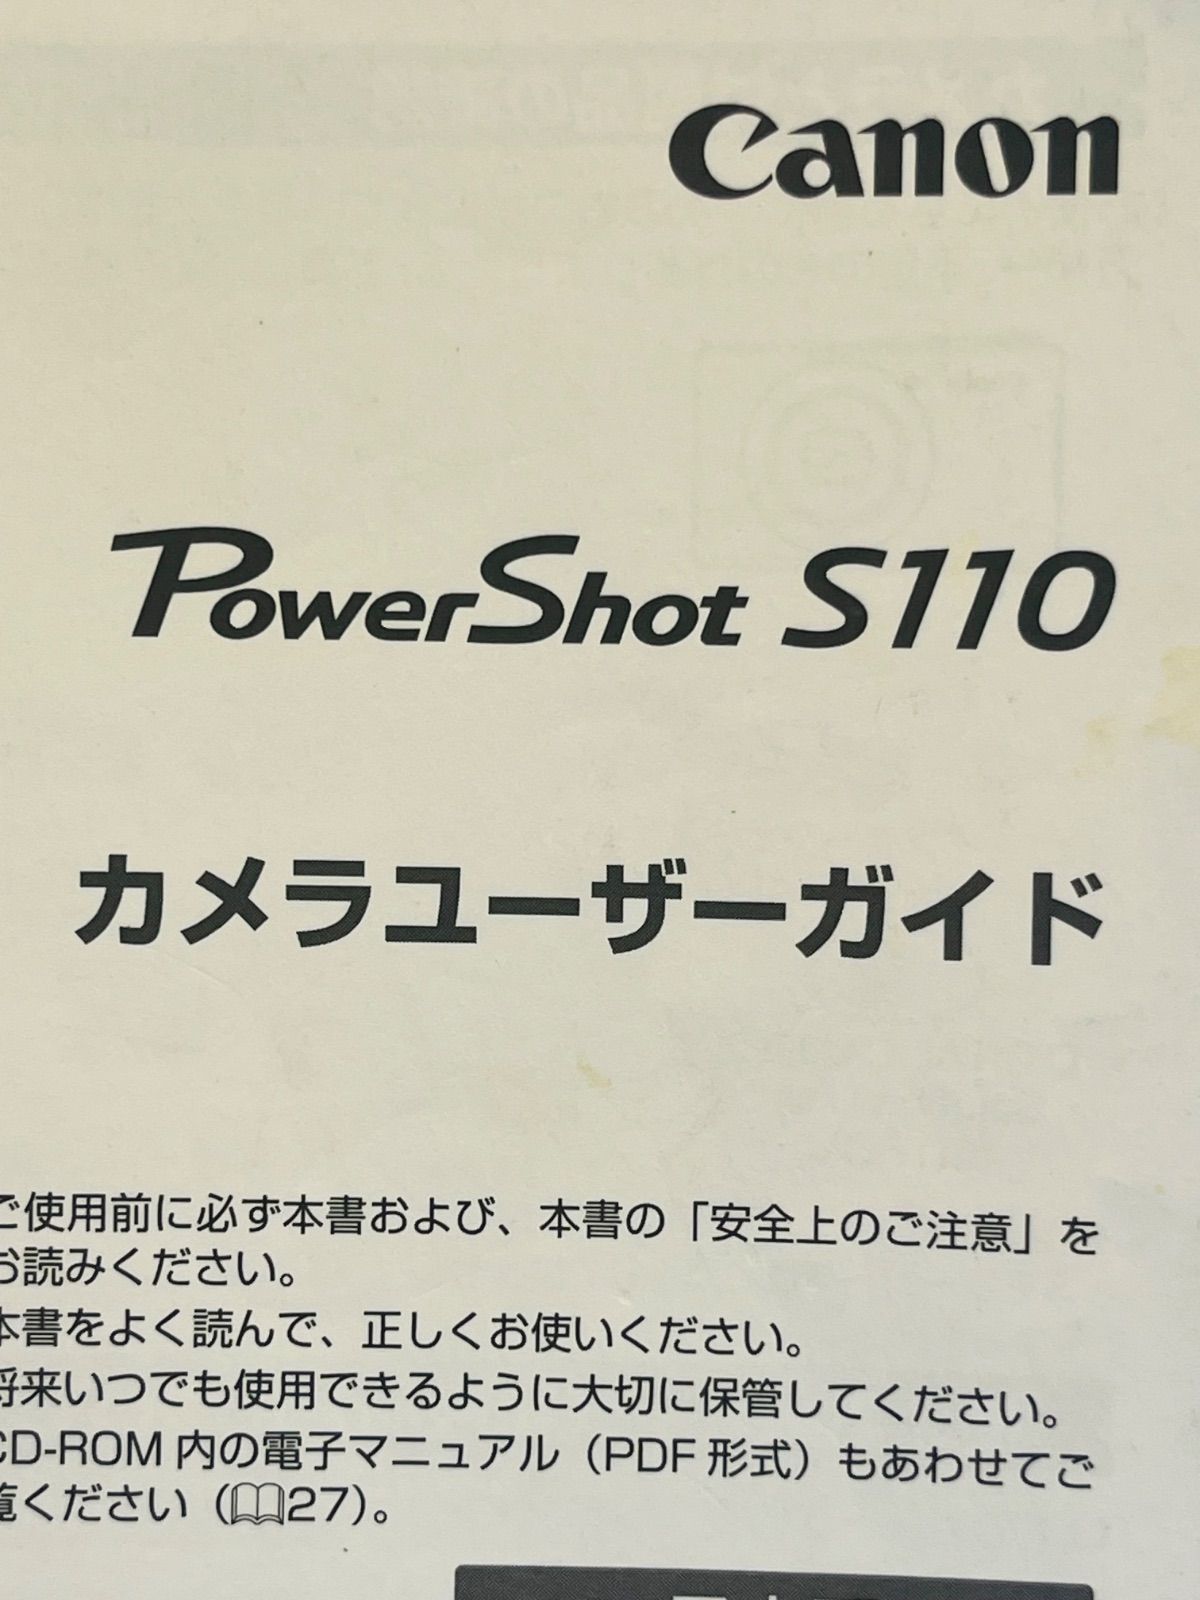 Canon
PowerShot S110
カメラユーザーガイド
ご使用前に必ず本書および、本書の「安全上のご注意」を
お読みください。
本書をよく読んで、正しくお使いください。
将来いつでも使用できるように大切に保管してください。
CD-ROM 内の電子マニュアル（PDF 形式）もあわせてご
覧ください（27）。